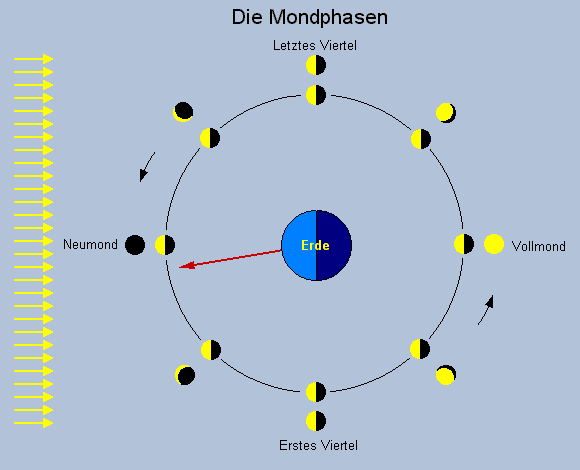 Die Mondphasen
Letztes Viertel
Neumond
Erde
Vollmond
Erstes Viertel